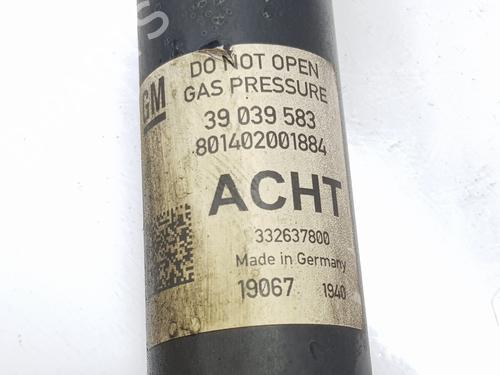 DO NOT OPEN
GAS PRESSURE
GM
39 039 583
801402001884
ACHT
332637800
Made in Germany
19067 1940